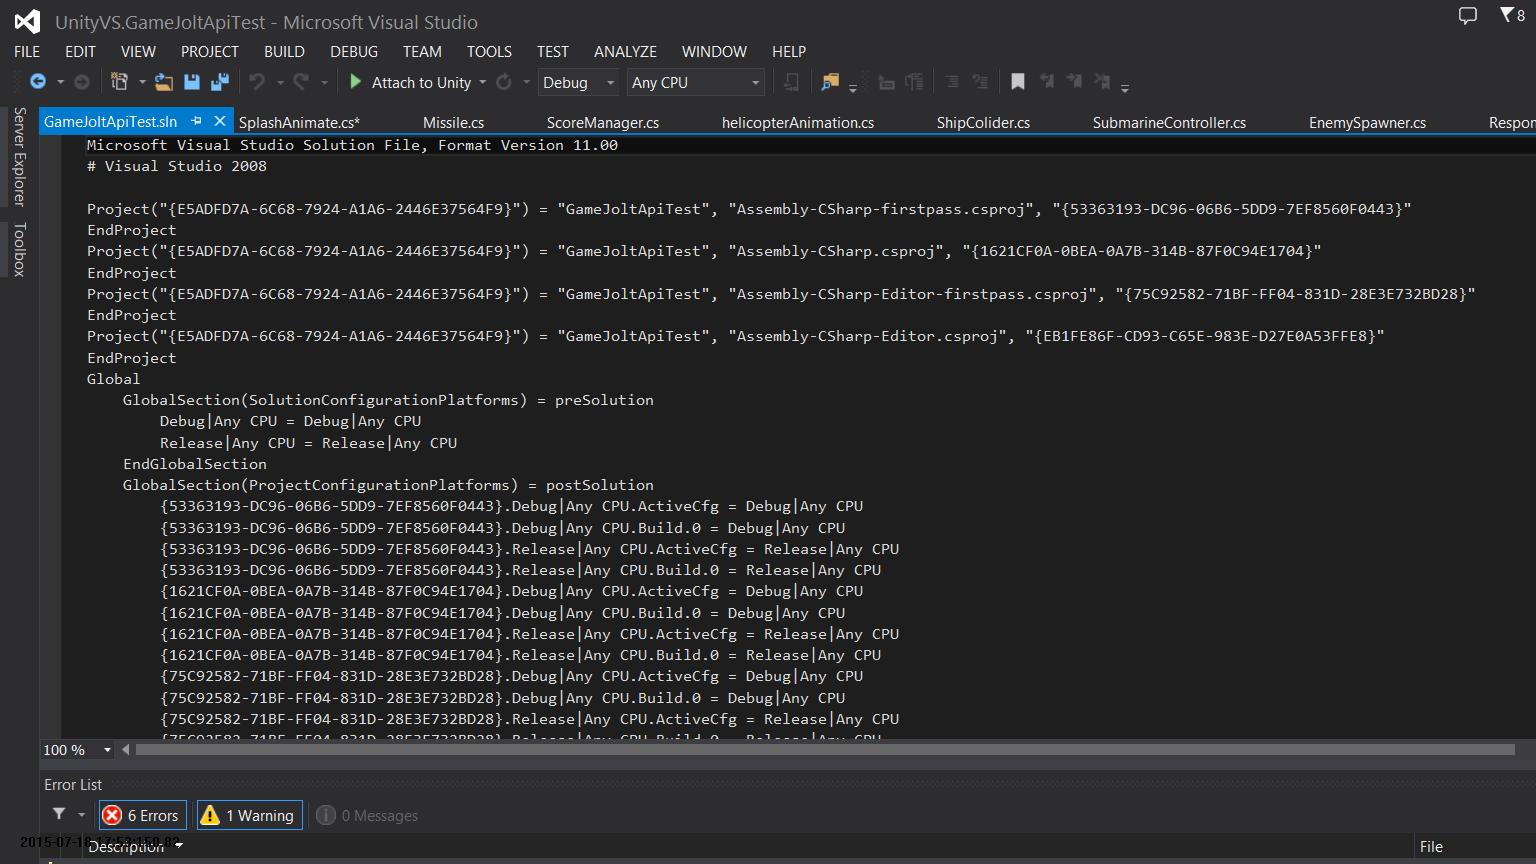 UnityVS.GameJoltApiTest - Microsoft Visual Studio
8
FILE EDIT VIEW PROJECT BUILD DEBUG TEAM TOOLS TEST ANALYZE WINDOW HELP
Attach to Unity Debug Any CPU
Server Explorer
Toolbox
GameJoltApiTest.sln SplashAnimate.cs* Missile.cs ScoreManager.cs helicopterAnimation.cs ShipColider.cs SubmarineController.cs EnemySpawner.cs Respon
Microsoft Visual Studio Solution File, Format Version 11.00
# Visual Studio 2008
Project("{E5ADFD7A-6C68-7924-A1A6-2446E37564F9}") = "GameJoltApiTest", "Assembly-CSharp-firstpass.csproj", "{53363193-DC96-06B6-5DD9-7EF8560F0443}"
EndProject
Project("{E5ADFD7A-6C68-7924-A1A6-2446E37564F9}") = "GameJoltApiTest", "Assembly-CSharp.csproj", "{1621CF0A-0BEA-0A7B-314B-87F0C94E1704}"
EndProject
Project("{E5ADFD7A-6C68-7924-A1A6-2446E37564F9}") = "GameJoltApiTest", "Assembly-CSharp-Editor-firstpass.csproj", "{75C92582-71BF-FF04-831D-28E3E732BD28}"
EndProject
Project("{E5ADFD7A-6C68-7924-A1A6-2446E37564F9}") = "GameJoltApiTest", "Assembly-CSharp-Editor.csproj", "{EB1FE86F-CD93-C65E-983E-D27E0A53FFE8}"
EndProject
Global
GlobalSection(SolutionConfigurationPlatforms) = preSolution
Debug|Any CPU = Debug|Any CPU
Release|Any CPU = Release|Any CPU
EndGlobalSection
GlobalSection(ProjectConfigurationPlatforms) = postSolution
{53363193-DC96-06B6-5DD9-7EF8560F0443}.Debug|Any CPU.ActiveCfg = Debug|Any CPU
{53363193-DC96-06B6-5DD9-7EF8560F0443}.Debug|Any CPU.Build.0 = Debug|Any CPU
{53363193-DC96-06B6-5DD9-7EF8560F0443}.Release|Any CPU.ActiveCfg = Release|Any CPU
{53363193-DC96-06B6-5DD9-7EF8560F0443}.Release|Any CPU.Build.0 = Release|Any CPU
{1621CF0A-0BEA-0A7B-314B-87F0C94E1704}.Debug|Any CPU.ActiveCfg = Debug|Any CPU
{1621CF0A-0BEA-0A7B-314B-87F0C94E1704}.Debug|Any CPU.Build.0 = Debug|Any CPU
{1621CF0A-0BEA-0A7B-314B-87F0C94E1704}.Release|Any CPU.ActiveCfg = Release|Any CPU
{1621CF0A-0BEA-0A7B-314B-87F0C94E1704}.Release|Any CPU.Build.0 = Release|Any CPU
{75C92582-71BF-FF04-831D-28E3E732BD28}.Debug|Any CPU.ActiveCfg = Debug|Any CPU
{75C92582-71BF-FF04-831D-28E3E732BD28}.Debug|Any CPU.Build.0 = Debug|Any CPU
{75C92582-71BF-FF04-831D-28E3E732BD28}.Release|Any CPU.ActiveCfg = Release|Any CPU
{75C92582-71BF-FF04-831D-28E3E732BD28}.Release|Any CPU.Build.0 = Release|Any CPU
100 %
Error List
6 Errors 1 Warning 0 Messages
Description File